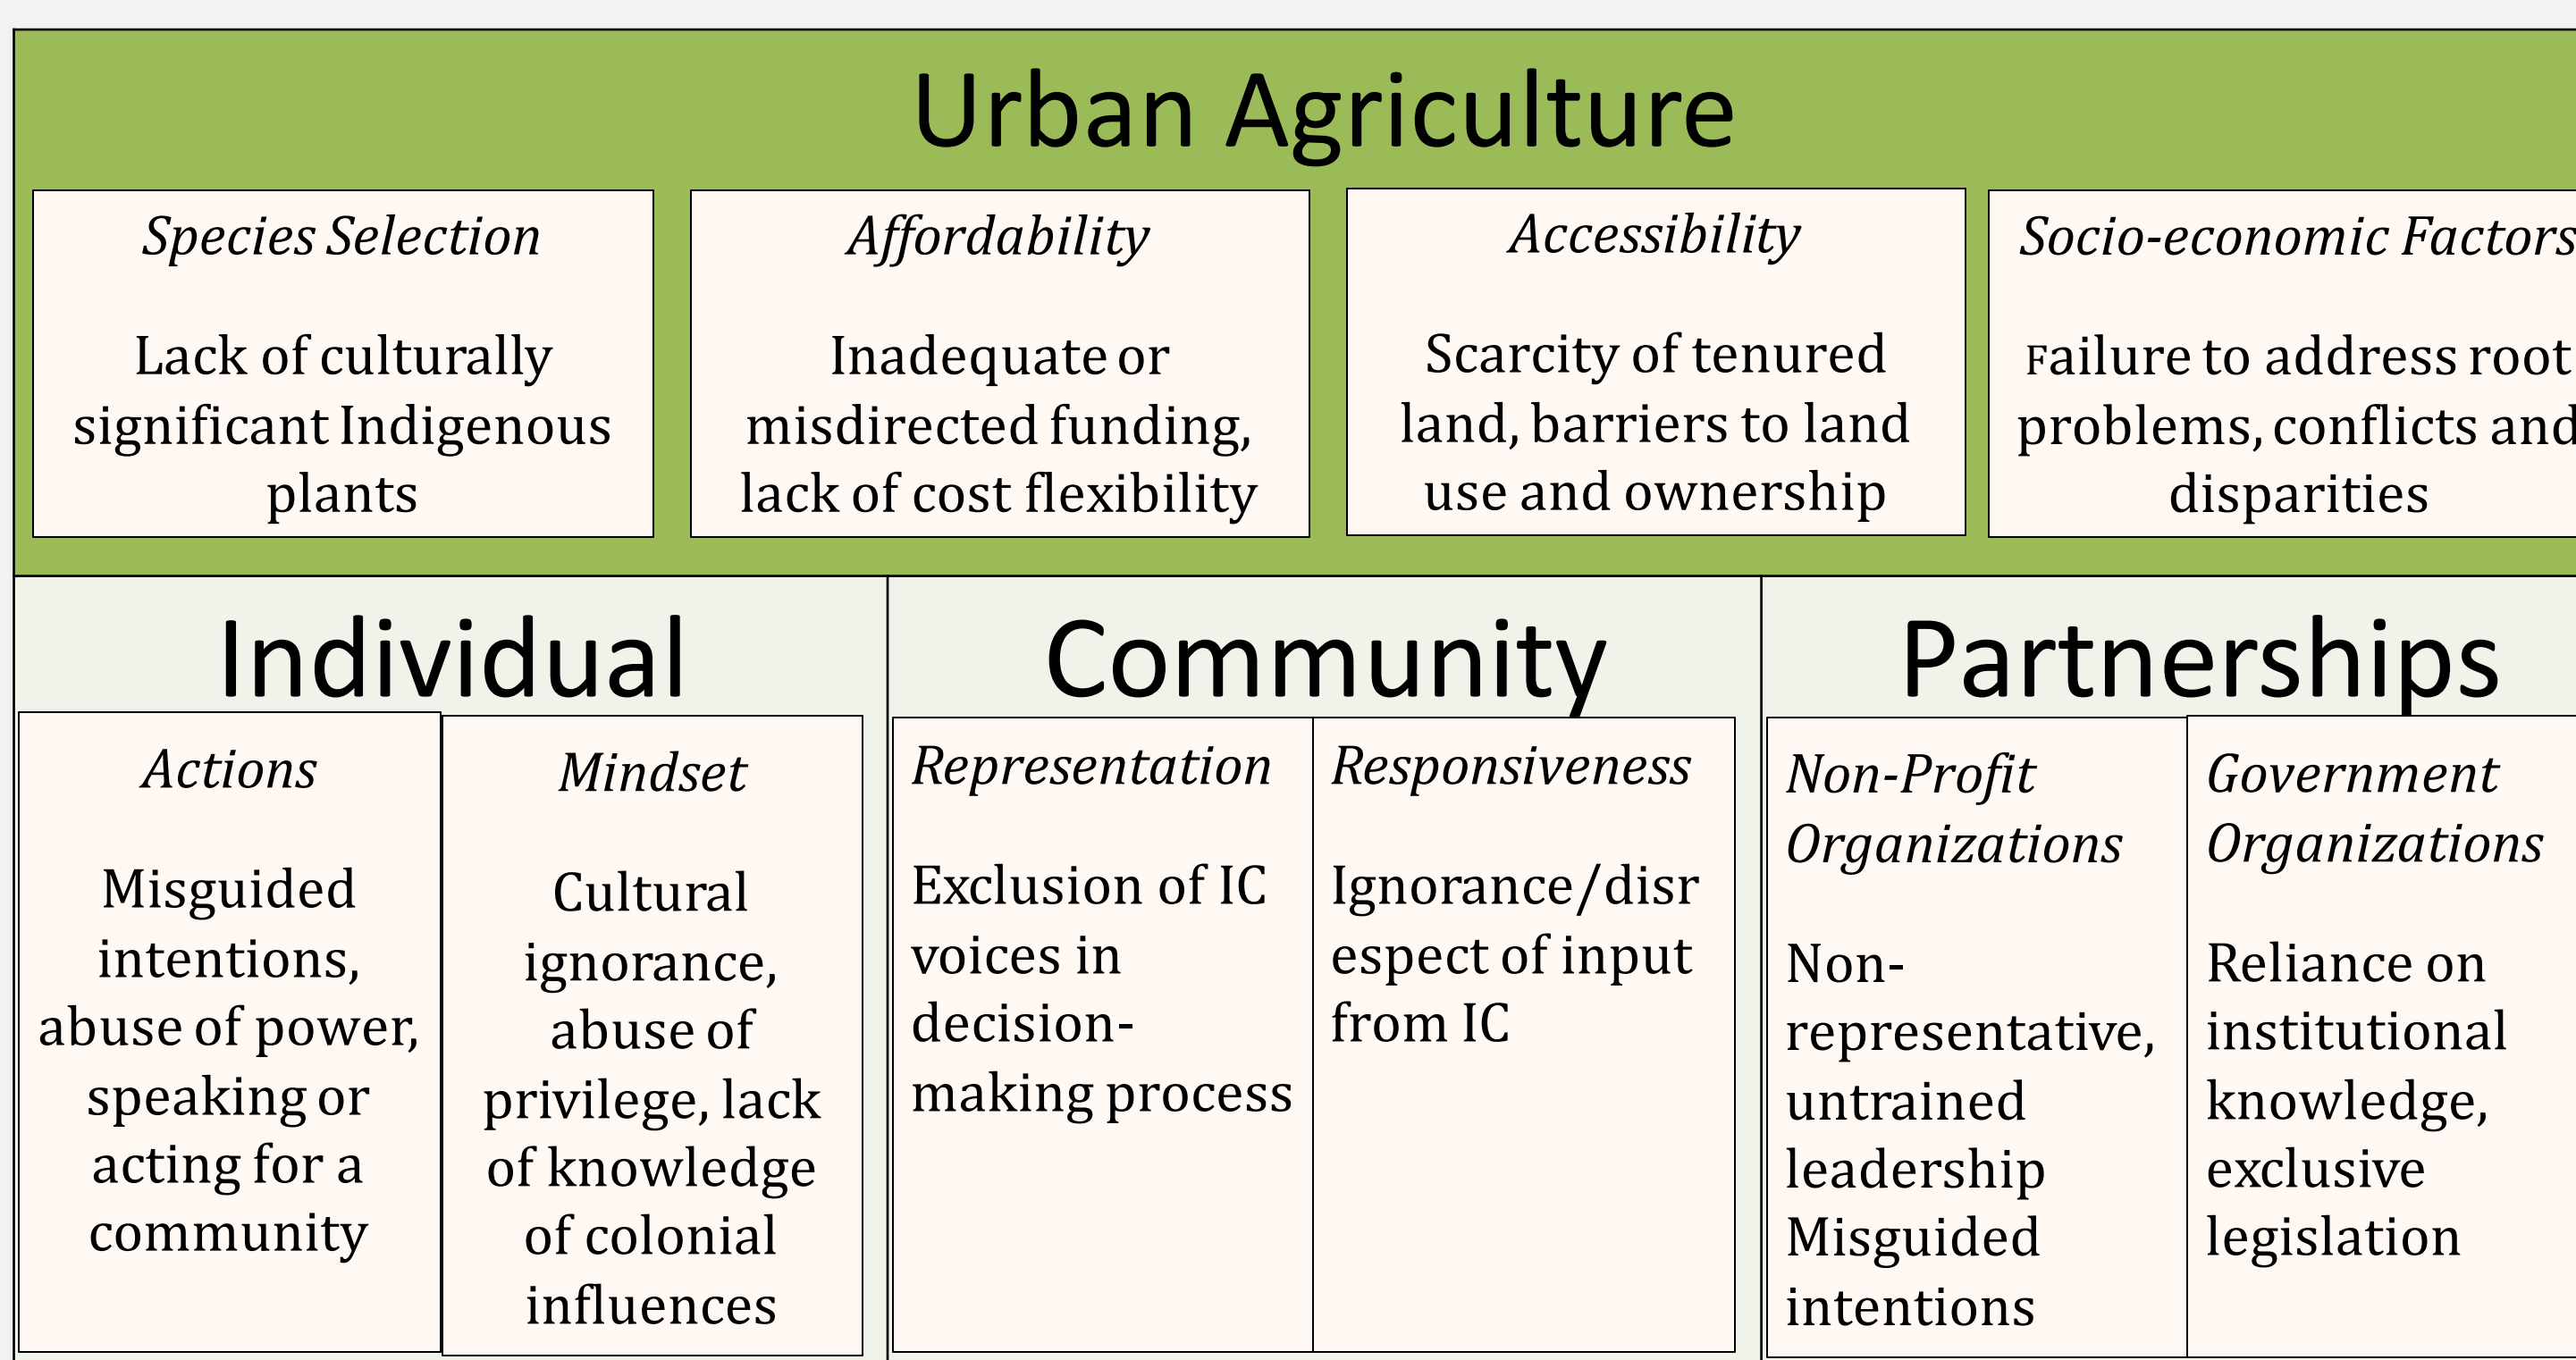 Urban Agriculture
Species Selection
Lack of culturally
significant Indigenous
plants
Affordability
Inadequate or
misdirected funding,
lack of cost flexibility
Accessibility
Scarcity of tenured
land, barriers to land
use and ownership
Socio-economic Factors
Failure to address root
problems, conflicts and
disparities
Individual
Actions
Misguided
intentions,
abuse of power,
speaking or
acting for a
community
Mindset
Cultural
ignorance,
abuse of
privilege, lack
of knowledge
of colonial
influences
Community
Representation
Exclusion of IC
voices in
decision-
making process
Responsiveness
Ignorance/disr
espect of input
from IC
Partnerships
Non-Profit
Organizations
Non-
representative,
untrained
leadership
Misguided
intentions
Government
Organizations
Reliance on
institutional
knowledge,
exclusive
legislation